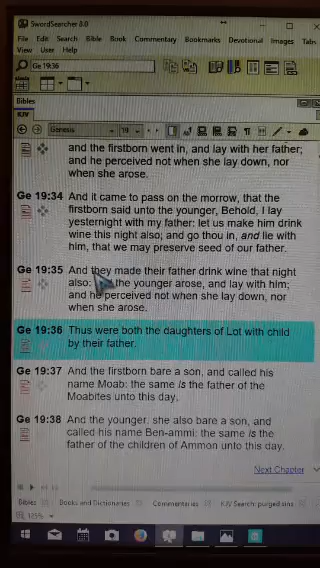 SwordSearcher 8.0
File Edit Search Bible Book Commentary Bookmarks Devotional Images Tabs
View User Help
Ge 19:36
Bibles
KJV
Genesis 19
and the firstborn went in, and lay with her father;
and he perceived not when she lay down, nor
when she arose.
Ge 19:34 And it came to pass on the morrow, that the
firstborn said unto the younger, Behold, I lay
yesternight with my father: let us make him drink
wine this night also; and go thou in, and lie with
him, that we may preserve seed of our father.
Ge 19:35 And they made their father drink wine that night
also: the younger arose, and lay with him;
and he perceived not when she lay down, nor
when she arose.
Ge 19:36 Thus were both the daughters of Lot with child
by their father.
Ge 19:37 And the firstborn bare a son, and called his
name Moab: the same is the father of the
Moabites unto this day.
Ge 19:38 And the younger, she also bare a son, and
called his name Ben-ammi: the same is the
father of the children of Ammon unto this day.
Next Chapter
Bibles Books and Dictionaries Commentaries KJV Search: purged sins
125%